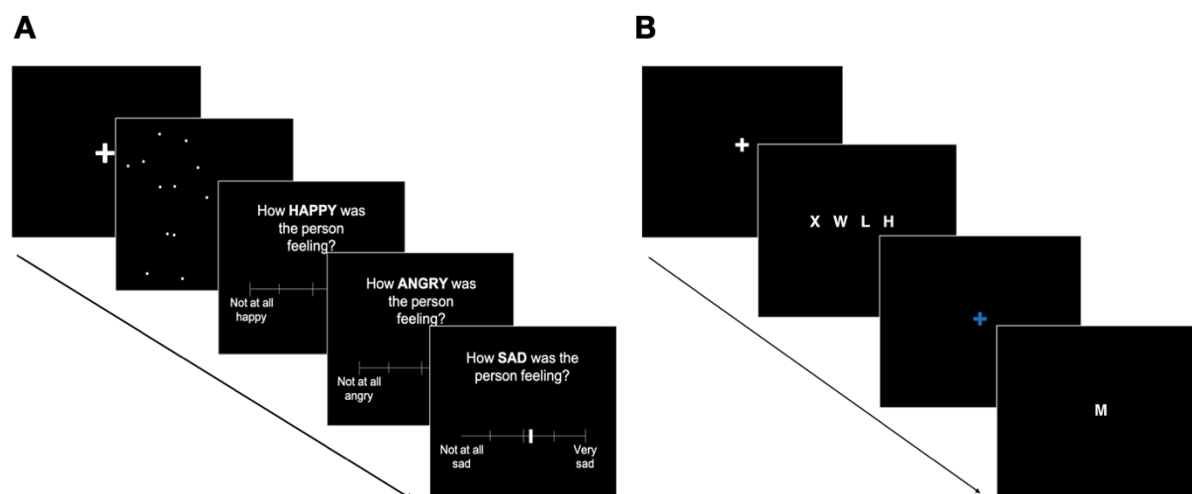 A
How HAPPY was
the person
feeling?
Not at all
happy
How ANGRY was
the person
feeling?
Not at all
angry
How SAD was the
person feeling?
Not at all
sad
Very
sad
B
X W L H
M